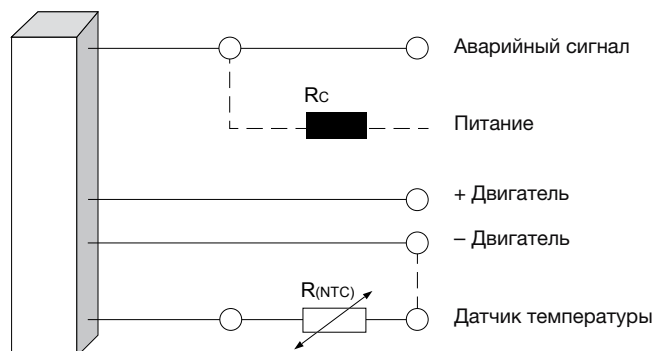 Аварийный сигнал
Rc
Питание
+ Двигатель
– Двигатель
R(NTC)
Датчик температуры